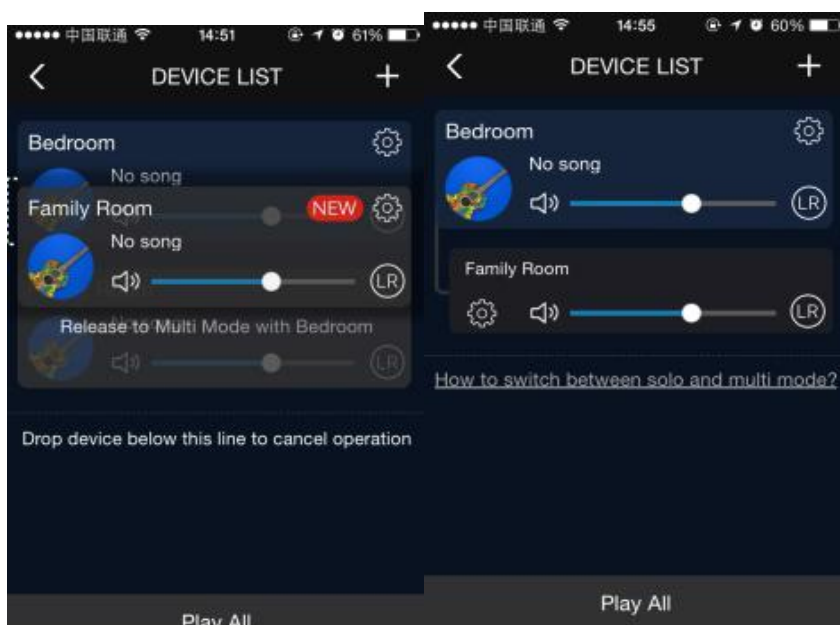 中国联通 14:51 61%
DEVICE LIST
Bedroom
No song
Family Room NEW
No song
LR
Release to Multi Mode with Bedroom
LR
Drop device below this line to cancel operation
Play All
中国联通 14:55 60%
DEVICE LIST
Bedroom
No song
LR
Family Room
LR
How to switch between solo and multi mode?
Play All